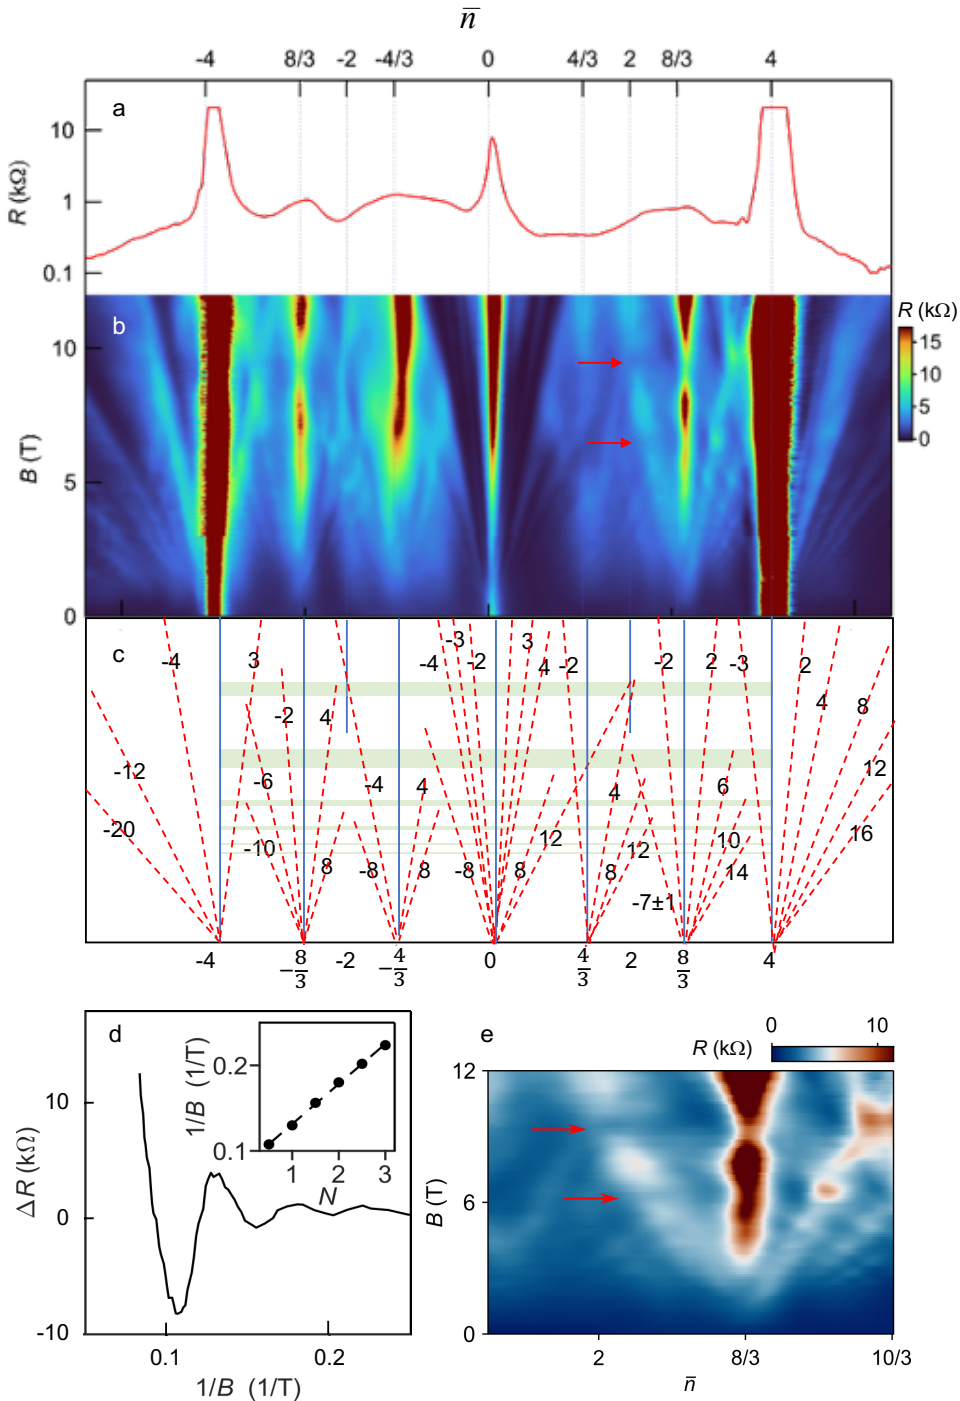 n̅
-4 8/3 -2 -4/3 0 4/3 2 8/3 4
a
10
1
0.1
R (kΩ)
b
10
5
0
B (T)
R (kΩ)
15
10
5
0
c
-4 3 -3 -4 -2 3 4 -2 -2 2 -3 2
-2 4 4 8
-12 -6 -4 4 4 6 12
-20 -10 12 12 10 16
8 -8 8 -8 8 8 14
-7±1
-4 -8/3 -2 -4/3 0 4/3 2 8/3 4
d
10
0
-10
ΔR (kΩ)
0.1 0.2
1/B (1/T)
0.2
0.1
1/B (1/T)
1 2 3
N
e
R (kΩ)
0 10
12
6
0
B (T)
2 8/3 10/3
n̅